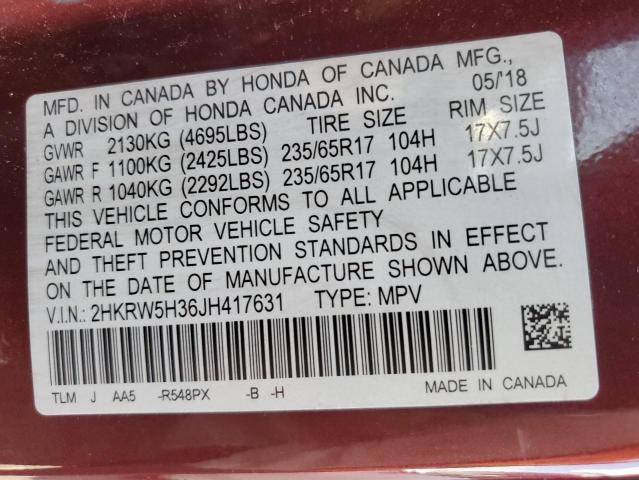 MFD. IN CANADA BY HONDA OF CANADA MFG.,
A DIVISION OF HONDA CANADA INC. 05/'18
GVWR 2130KG (4695LBS) TIRE SIZE RIM SIZE
GAWR F 1100KG (2425LBS) 235/65R17 104H 17X7.5J
GAWR R 1040KG (2292LBS) 235/65R17 104H 17X7.5J
THIS VEHICLE CONFORMS TO ALL APPLICABLE
FEDERAL MOTOR VEHICLE SAFETY
AND THEFT PREVENTION STANDARDS IN EFFECT
ON THE DATE OF MANUFACTURE SHOWN ABOVE.
V.I.N.: 2HKRW5H36JH417631 TYPE: MPV
TLM J AA5 -R548PX -B -H MADE IN CANADA